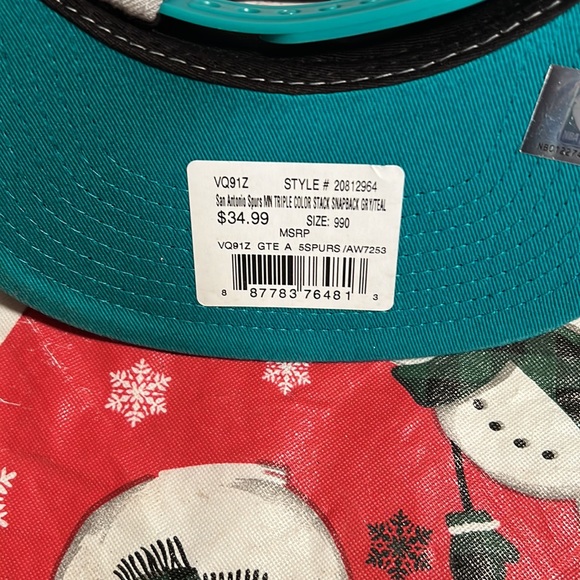 VQ91Z STYLE # 20812964
San Antonio Spurs MN TRIPLE COLOR STACK SNAPBACK GRY/TEAL
$34.99 SIZE: 990
MSRP
VQ91Z GTE A 5SPURS /AW7253
8 87783 76481 3